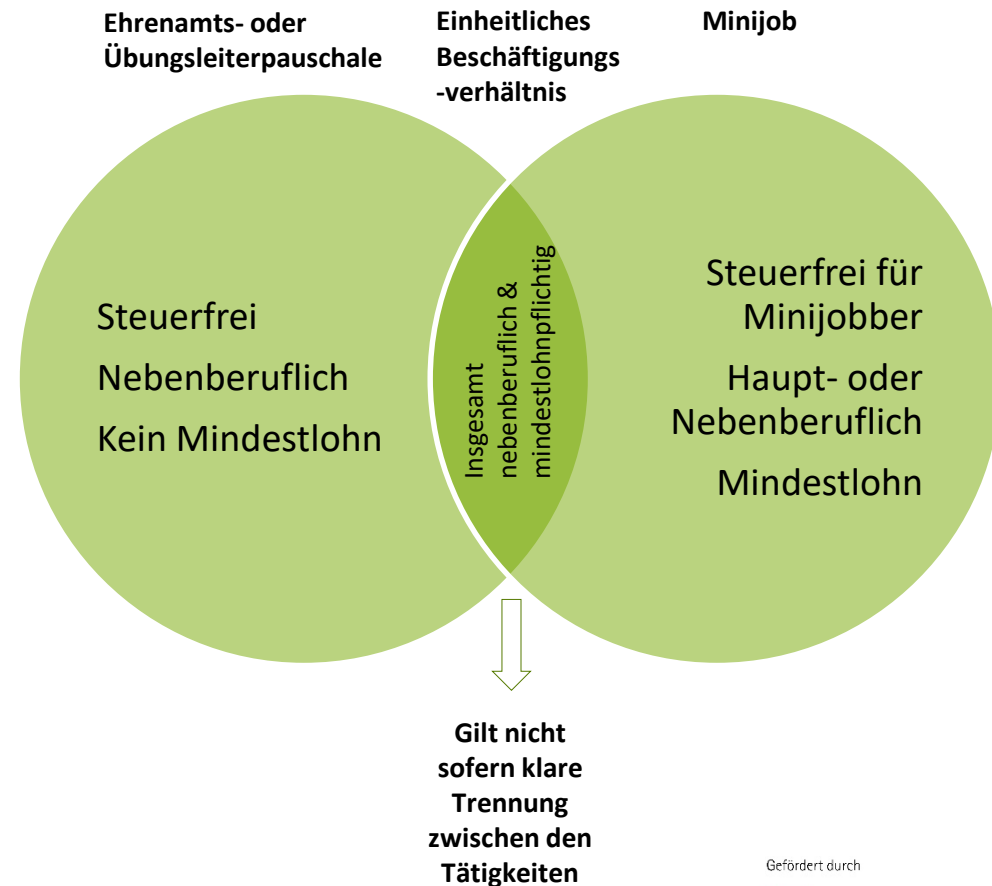 Ehrenamts- oder
Übungsleiterpauschale
Einheitliches
Beschäftigungs
-verhältnis
Minijob
Steuerfrei
Nebenberuflich
Kein Mindestlohn
Insgesamt
nebenberuflich &
mindestlohnpflichtig
Steuerfrei für
Minijobber
Haupt- oder
Nebenberuflich
Mindestlohn
Gilt nicht
sofern klare
Trennung
zwischen den
Tätigkeiten
Gefördert durch